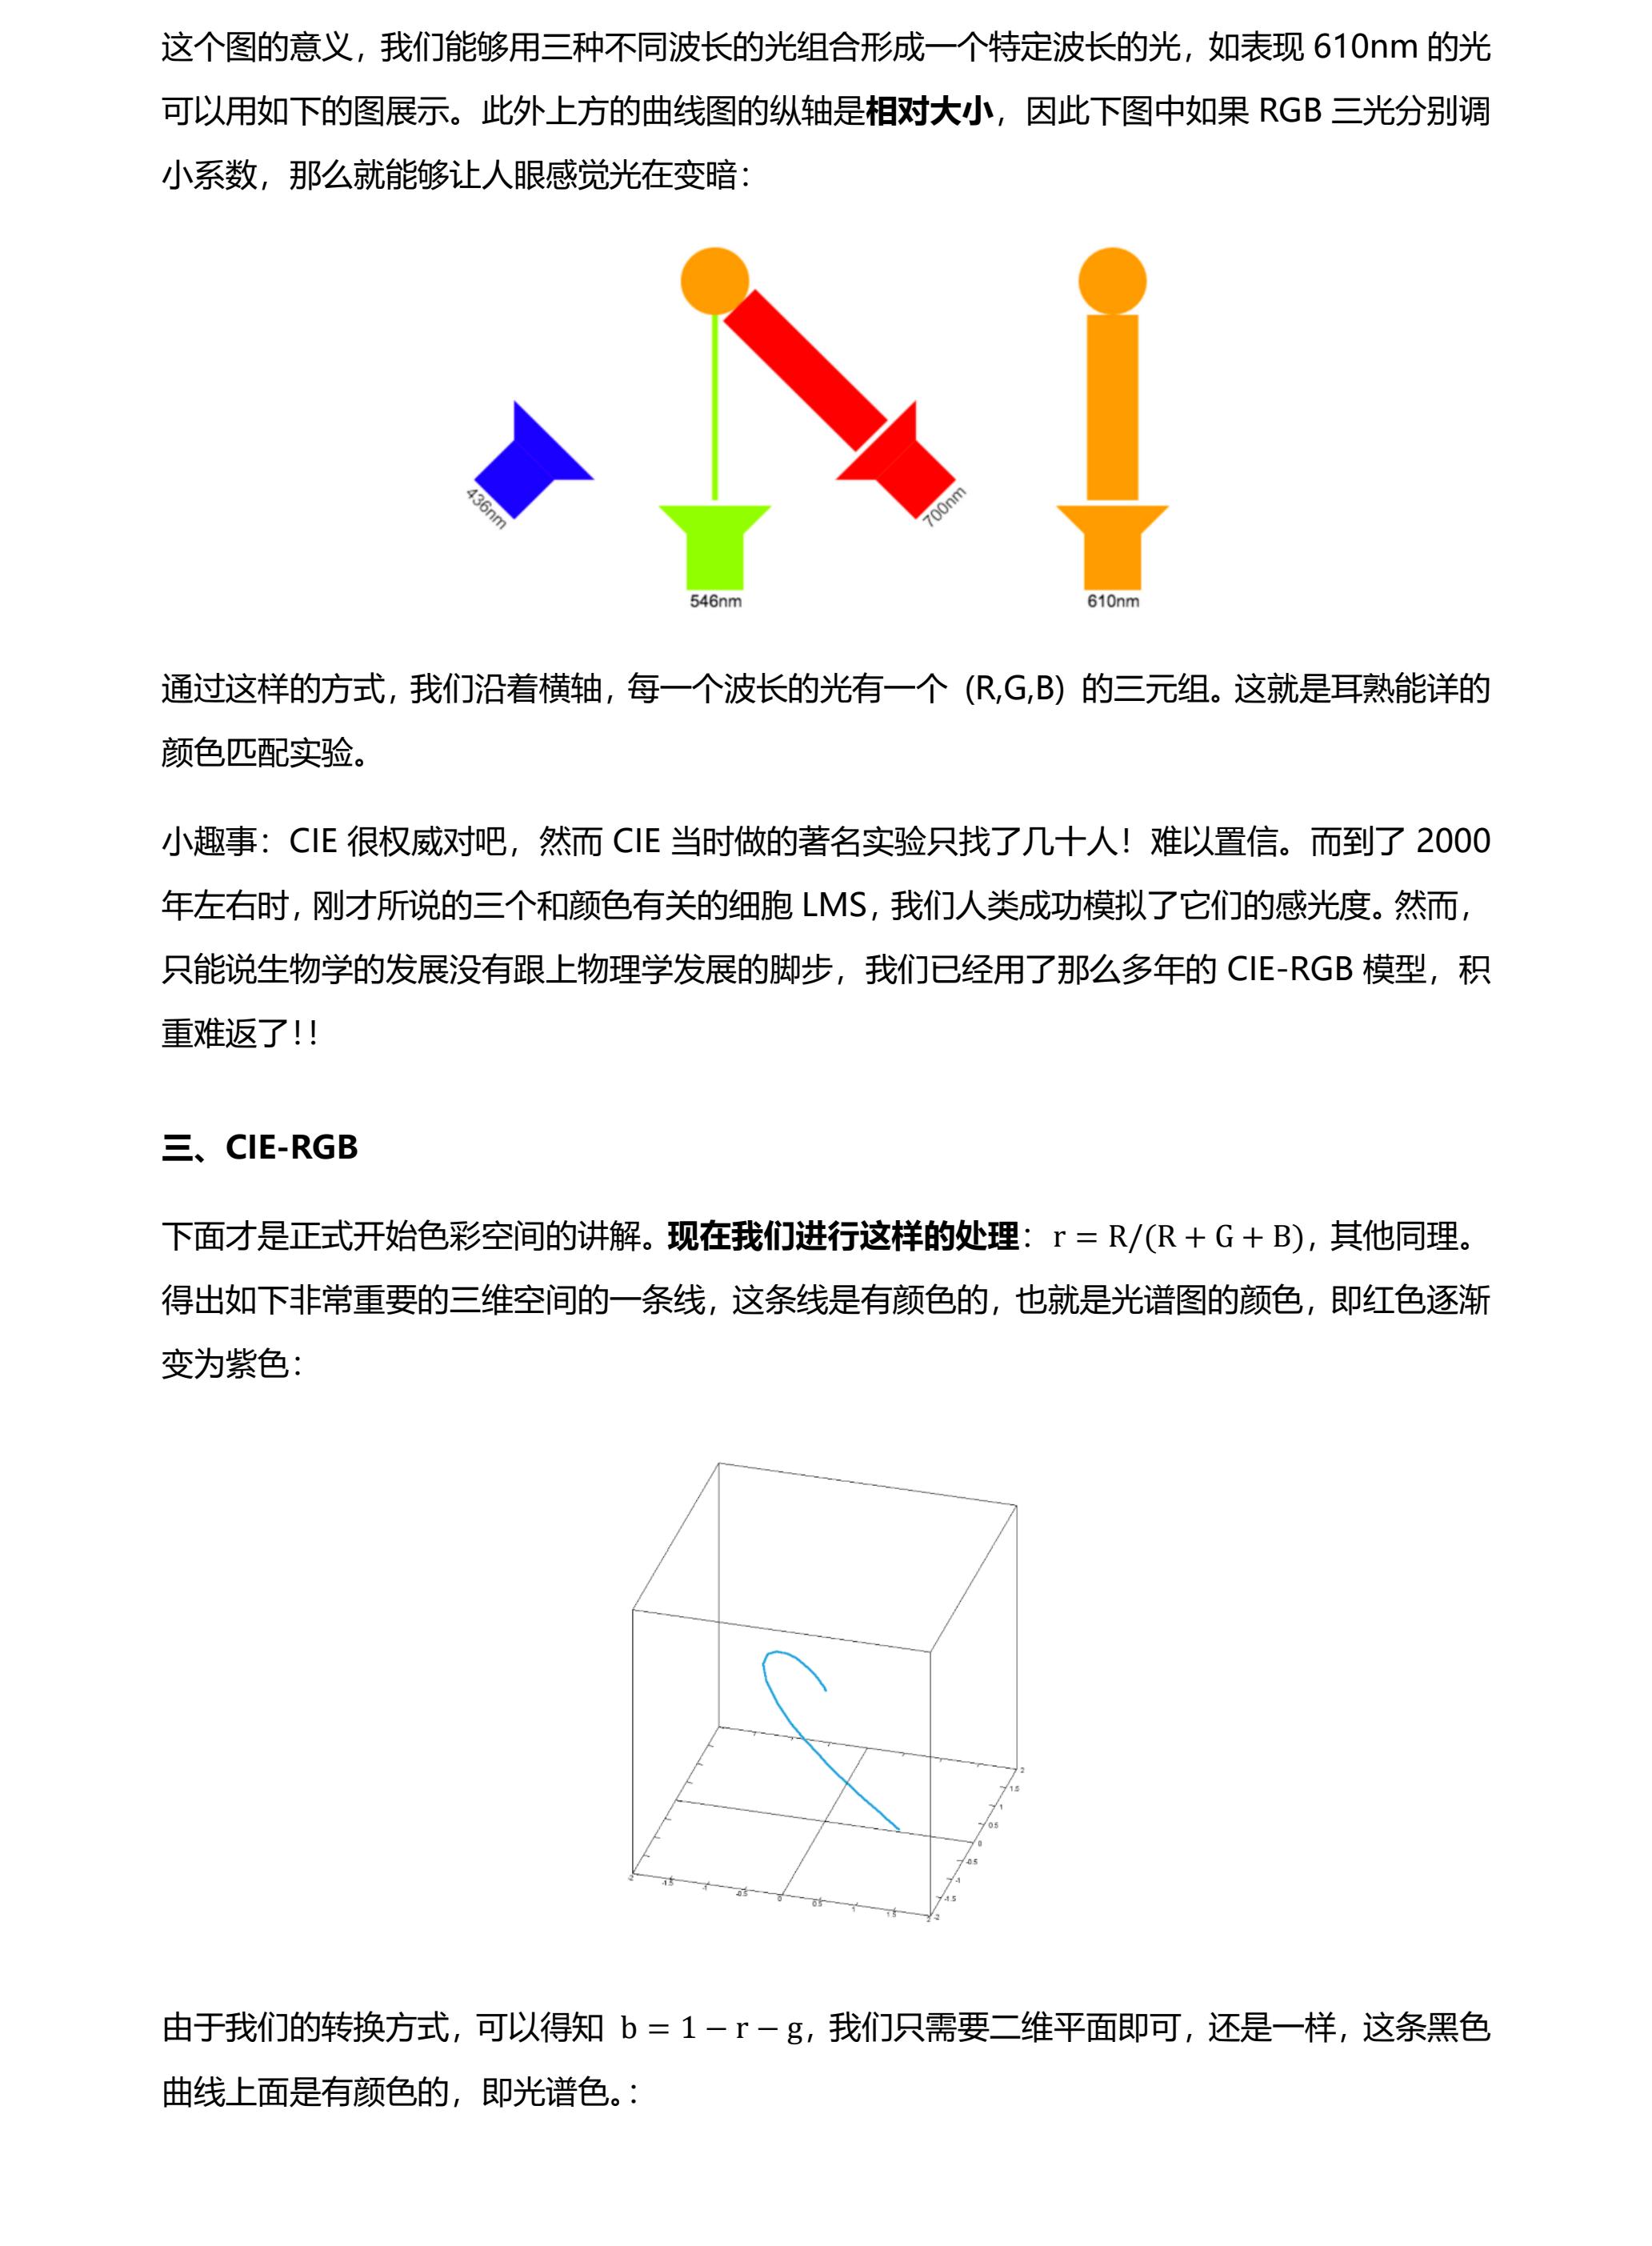 这个图的意义，我们能够用三种不同波长的光组合形成一个特定波长的光，如表现 610nm 的光
可以用如下的图展示。此外上方的曲线图的纵轴是相对大小，因此下图中如果 RGB 三光分别调
小系数，那么就能够让人眼感觉光在变暗：
436nm
700nm
546nm
610nm
通过这样的方式，我们沿着横轴，每一个波长的光有一个 (R,G,B) 的三元组。这就是耳熟能详的
颜色匹配实验。
小趣事：CIE 很权威对吧，然而 CIE 当时做的著名实验只找了几十人！难以置信。而到了 2000
年左右时，刚才所说的三个和颜色有关的细胞 LMS，我们人类成功模拟了它们的感光度。然而，
只能说生物学的发展没有跟上物理学发展的脚步，我们已经用了那么多年的 CIE-RGB 模型，积
重难返了！！
三、CIE-RGB
下面才是正式开始色彩空间的讲解。现在我们进行这样的处理：r = R/(R + G + B)，其他同理。
得出如下非常重要的三维空间的一条线，这条线是有颜色的，也就是光谱图的颜色，即红色逐渐
变为紫色：
2
1.5
1
0.5
0
-0.5
-1
-1.5
-2
-2
-1.5
-1
-0.5
0
0.5
1
1.5
2
由于我们的转换方式，可以得知 b = 1 − r − g，我们只需要二维平面即可，还是一样，这条黑色
曲线上面是有颜色的，即光谱色。：